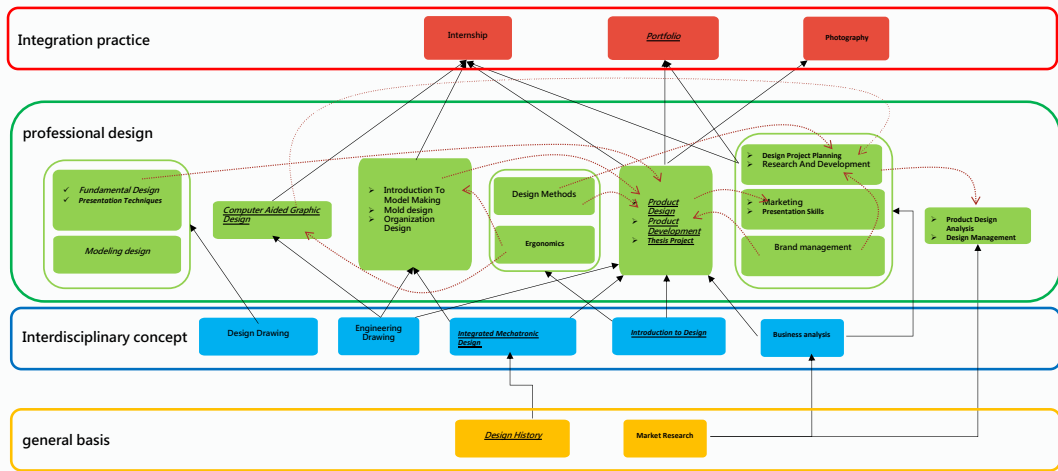 Integration practice
Internship
Portfolio
Photography
professional design
Fundamental Design
Presentation Techniques
Modeling design
Computer Aided Graphic
Design
Introduction To
Model Making
Mold design
Organization
Design
Design Methods
Ergonomics
Product
Design
Product
Development
Thesis Project
Design Project Planning
Research And Development
Marketing
Presentation Skills
Brand management
Product Design
Analysis
Design Management
Interdisciplinary concept
Design Drawing
Engineering
Drawing
Integrated Mechatronic
Design
Introduction to Design
Business analysis
general basis
Design History
Market Research